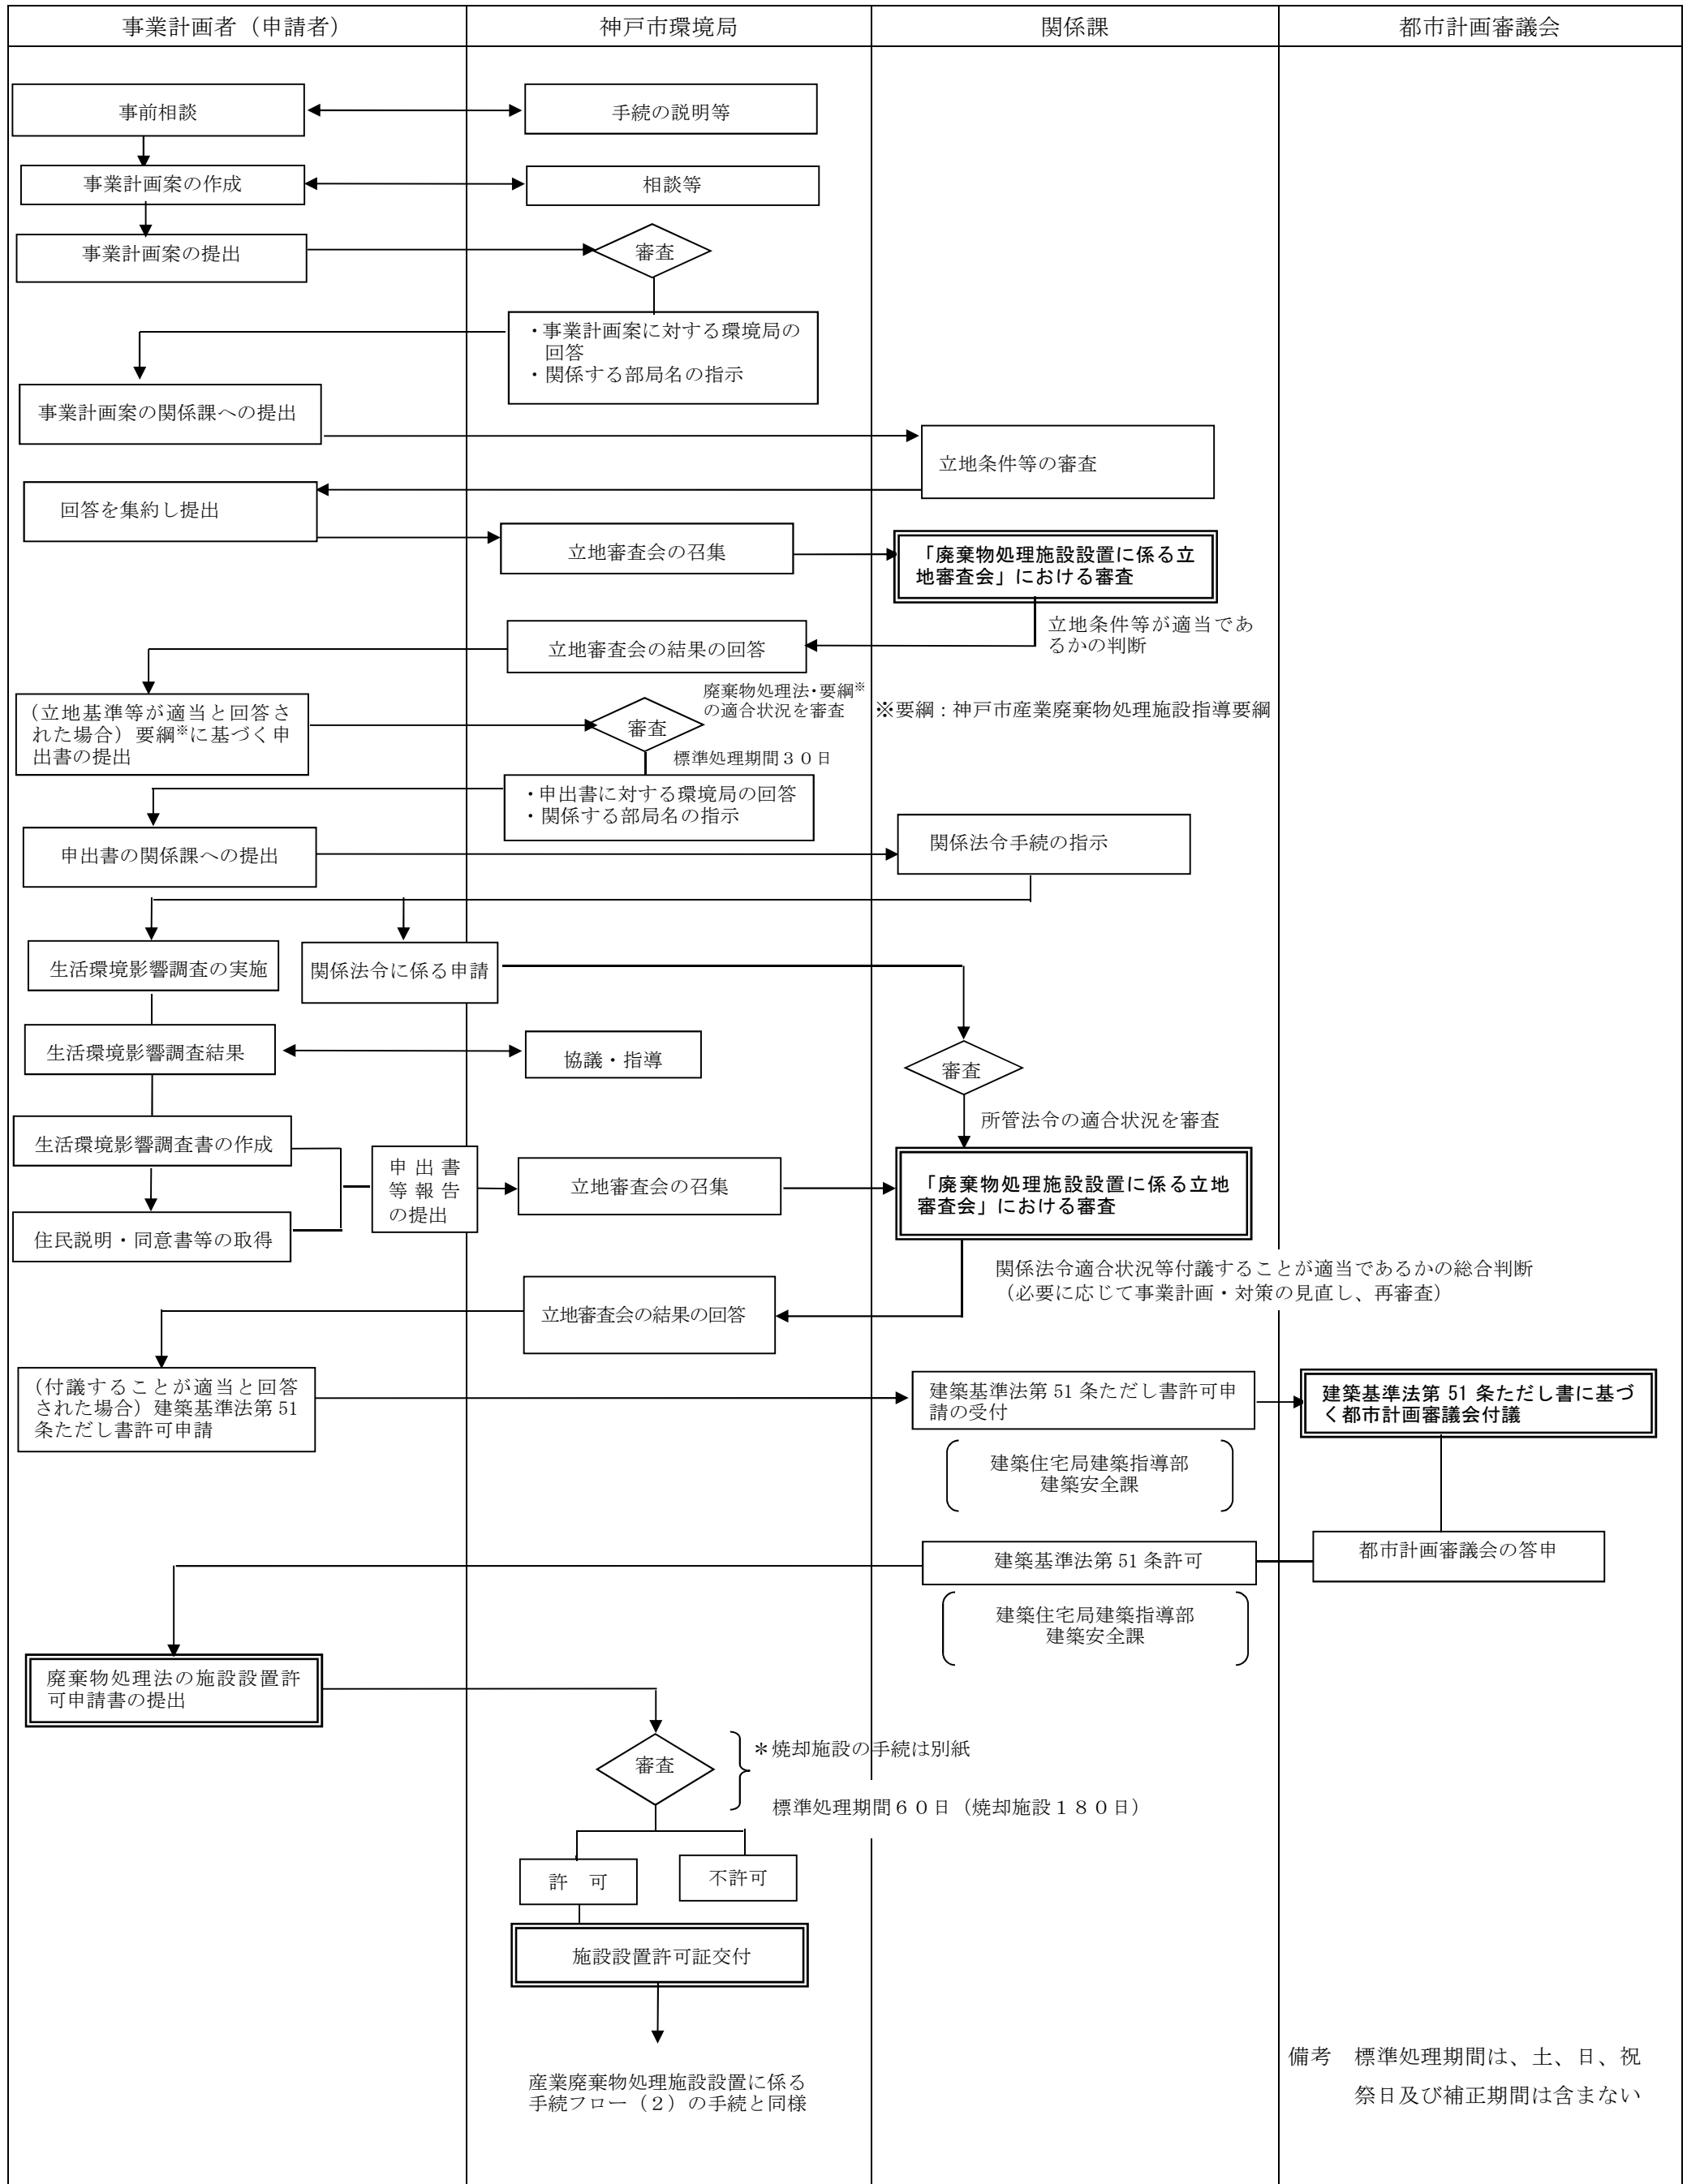 事業計画者（申請者）
神戸市環境局
関係課
都市計画審議会
事前相談
手続の説明等
事業計画案の作成
相談等
事業計画案の提出
審査
・事業計画案に対する環境局の
回答
・関係する部局名の指示
事業計画案の関係課への提出
立地条件等の審査
回答を集約し提出
立地審査会の召集
「廃棄物処理施設設置に係る立
地審査会」における審査
立地条件等が適当であ
るかの判断
立地審査会の結果の回答
（立地基準等が適当と回答さ
れた場合）要綱※に基づく申
出書の提出
審査
廃棄物処理法・要綱※
の適合状況を審査
※要綱：神戸市産業廃棄物処理施設指導要綱
標準処理期間３０日
・申出書に対する環境局の回答
・関係する部局名の指示
申出書の関係課への提出
関係法令手続の指示
生活環境影響調査の実施
関係法令に係る申請
生活環境影響調査結果
協議・指導
審査
所管法令の適合状況を審査
生活環境影響調査書の作成
申出書
等報告
の提出
立地審査会の召集
「廃棄物処理施設設置に係る立地
審査会」における審査
住民説明・同意書等の取得
関係法令適合状況等付議することが適当であるかの総合判断
（必要に応じて事業計画・対策の見直し、再審査）
立地審査会の結果の回答
（付議することが適当と回答
された場合）建築基準法第 51
条ただし書許可申請
建築基準法第 51 条ただし書許可申
請の受付
建築基準法第 51 条ただし書に基づ
く都市計画審議会付議
建築住宅局建築指導部
建築安全課
都市計画審議会の答申
建築基準法第 51 条許可
建築住宅局建築指導部
建築安全課
廃棄物処理法の施設設置許
可申請書の提出
審査
＊焼却施設の手続は別紙
標準処理期間６０日（焼却施設１８０日）
許　可
不許可
施設設置許可証交付
産業廃棄物処理施設設置に係る
手続フロー（２）の手続と同様
備考　標準処理期間は、土、日、祝
祭日及び補正期間は含まない